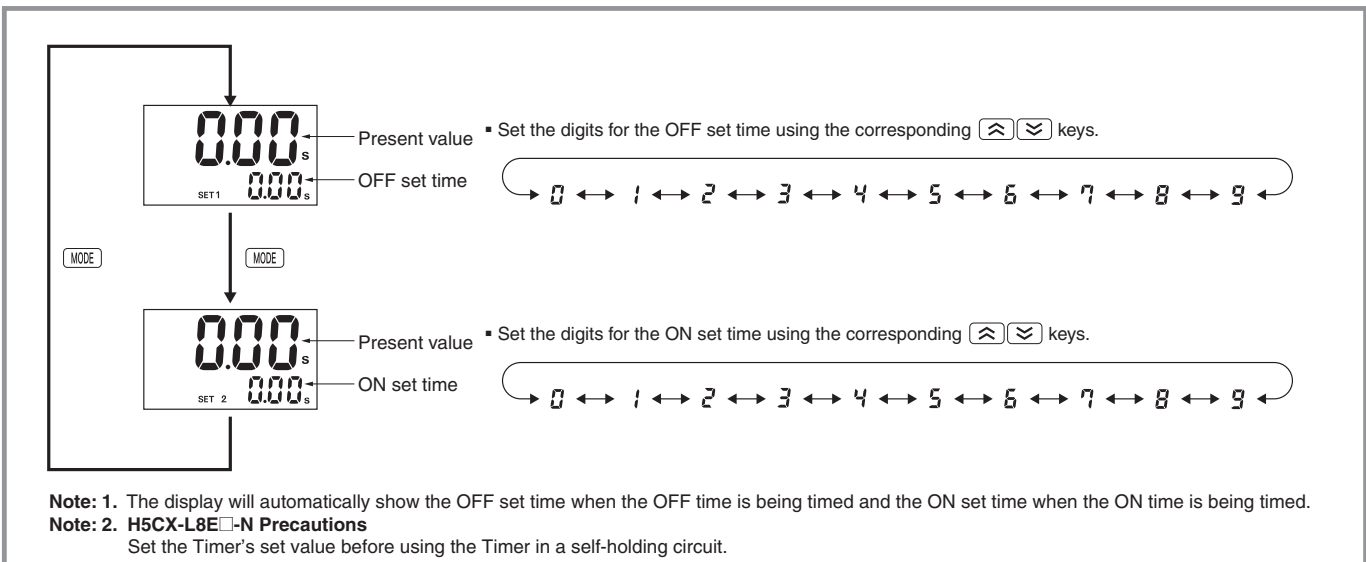 0.00 s
Present value
▪ Set the digits for the OFF set time using the corresponding keys.
SET 1 0.00 s
OFF set time
0 1 2 3 4 5 6 7 8 9
MODE
MODE
0.00 s
Present value
▪ Set the digits for the ON set time using the corresponding keys.
SET 2 0.00 s
ON set time
0 1 2 3 4 5 6 7 8 9
Note: 1. The display will automatically show the OFF set time when the OFF time is being timed and the ON set time when the ON time is being timed.
Note: 2. H5CX-L8E□-N Precautions
Set the Timer's set value before using the Timer in a self-holding circuit.